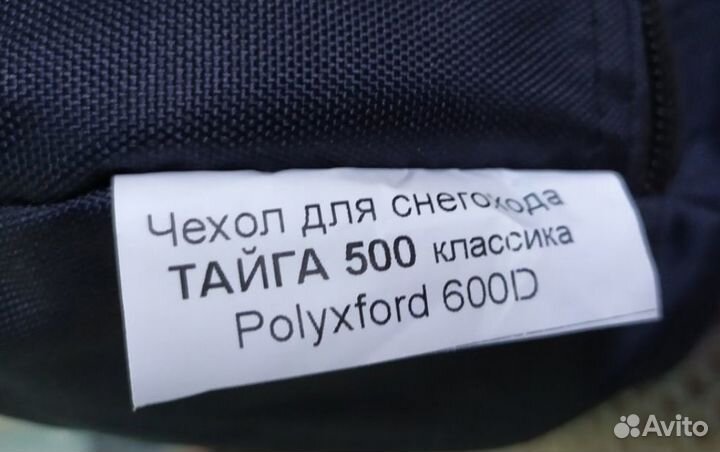 Чехол для снегохода
ТАЙГА 500 классика
Polyxford 600D
Avito